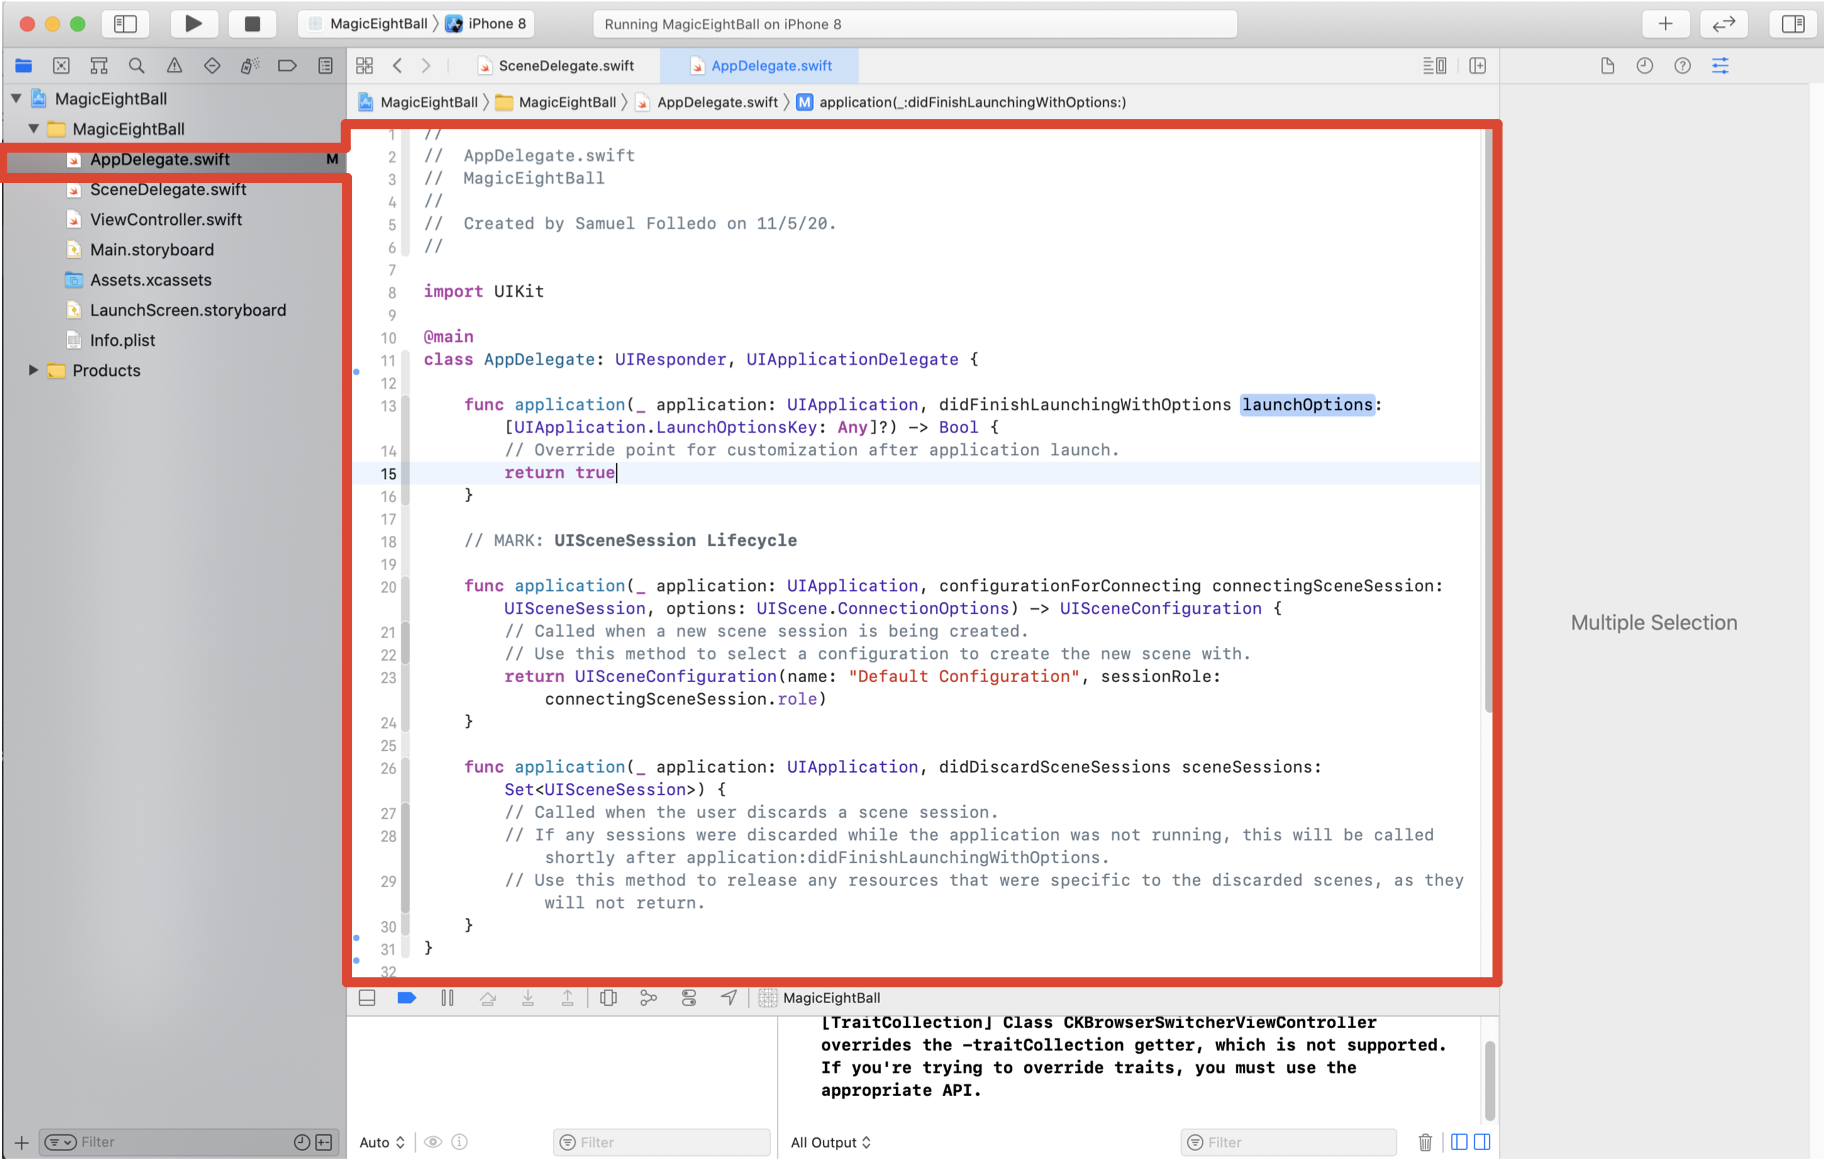 MagicEightBall iPhone 8
Running MagicEightBall on iPhone 8
SceneDelegate.swift
AppDelegate.swift
MagicEightBall MagicEightBall AppDelegate.swift M application(_:didFinishLaunchingWithOptions:)
MagicEightBall
MagicEightBall
AppDelegate.swift M
SceneDelegate.swift
ViewController.swift
Main.storyboard
Assets.xcassets
LaunchScreen.storyboard
Info.plist
Products
1 //
2 // AppDelegate.swift
3 // MagicEightBall
4 //
5 // Created by Samuel Folledo on 11/5/20.
6 //
7
8 import UIKit
9
10 @main
11 class AppDelegate: UIResponder, UIApplicationDelegate {
12
13 func application(_ application: UIApplication, didFinishLaunchingWithOptions launchOptions:
[UIApplication.LaunchOptionsKey: Any]?) -> Bool {
14 // Override point for customization after application launch.
15 return true
16 }
17
18 // MARK: UISceneSession Lifecycle
19
20 func application(_ application: UIApplication, configurationForConnecting connectingSceneSession:
UISceneSession, options: UIScene.ConnectionOptions) -> UISceneConfiguration {
21 // Called when a new scene session is being created.
22 // Use this method to select a configuration to create the new scene with.
23 return UISceneConfiguration(name: "Default Configuration", sessionRole:
connectingSceneSession.role)
24 }
25
26 func application(_ application: UIApplication, didDiscardSceneSessions sceneSessions:
Set<UISceneSession>) {
27 // Called when the user discards a scene session.
28 // If any sessions were discarded while the application was not running, this will be called
shortly after application:didFinishLaunchingWithOptions.
29 // Use this method to release any resources that were specific to the discarded scenes, as they
will not return.
30 }
31 }
32
Multiple Selection
MagicEightBall
[TraitCollection] Class CKBrowserSwitcherViewController
overrides the -traitCollection getter, which is not supported.
If you're trying to override traits, you must use the
appropriate API.
Filter
Auto
Filter
All Output
Filter